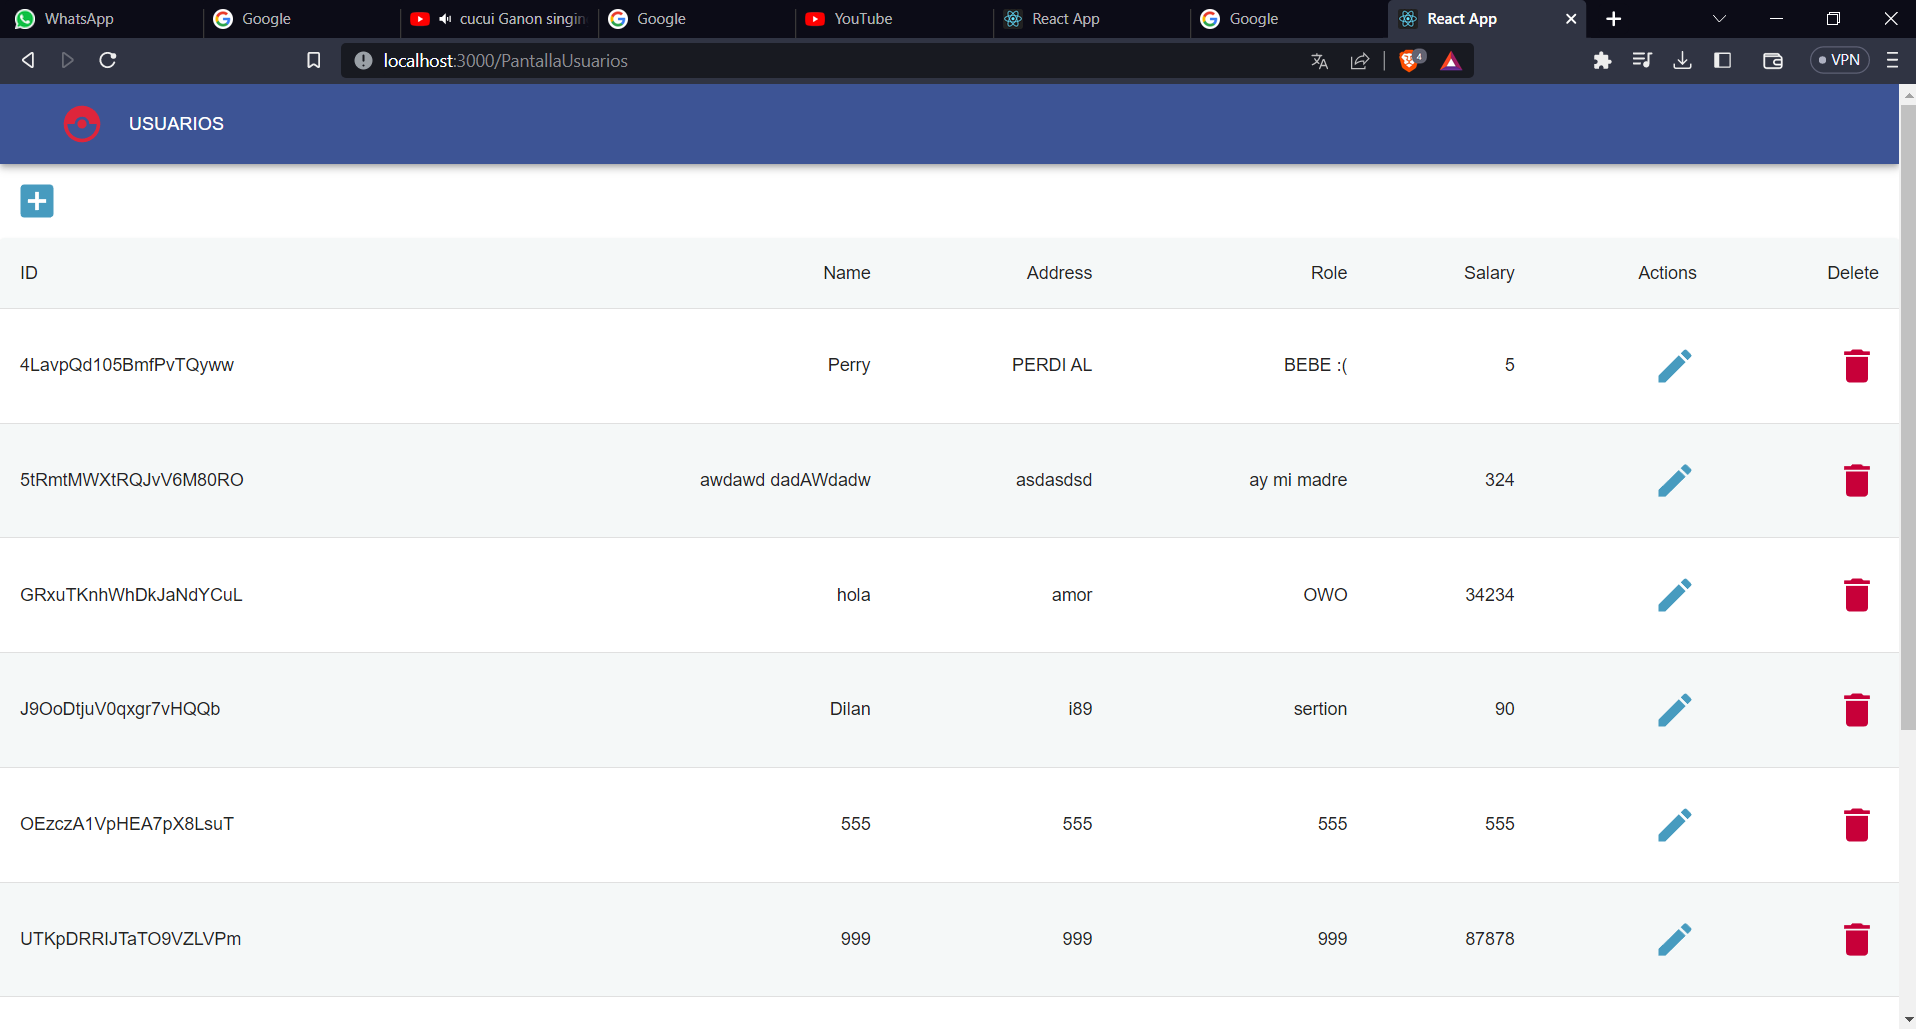 WhatsApp Google cucui Ganon singin Google YouTube React App Google React App
localhost:3000/PantallaUsuarios 4 VPN
USUARIOS
ID Name Address Role Salary Actions Delete
4LavpQd105BmfPvTQyww Perry PERDI AL BEBE :( 5
5tRmtMWXtRQJvV6M80RO awdawd dadAWdadw asdasdsd ay mi madre 324
GRxuTKnhWhDkJaNdYCuL hola amor OWO 34234
J9OoDtjuV0qxgr7vHQQb Dilan i89 sertion 90
OEzczA1VpHEA7pX8LsuT 555 555 555 555
UTKpDRRIJTaTO9VZLVPm 999 999 999 87878